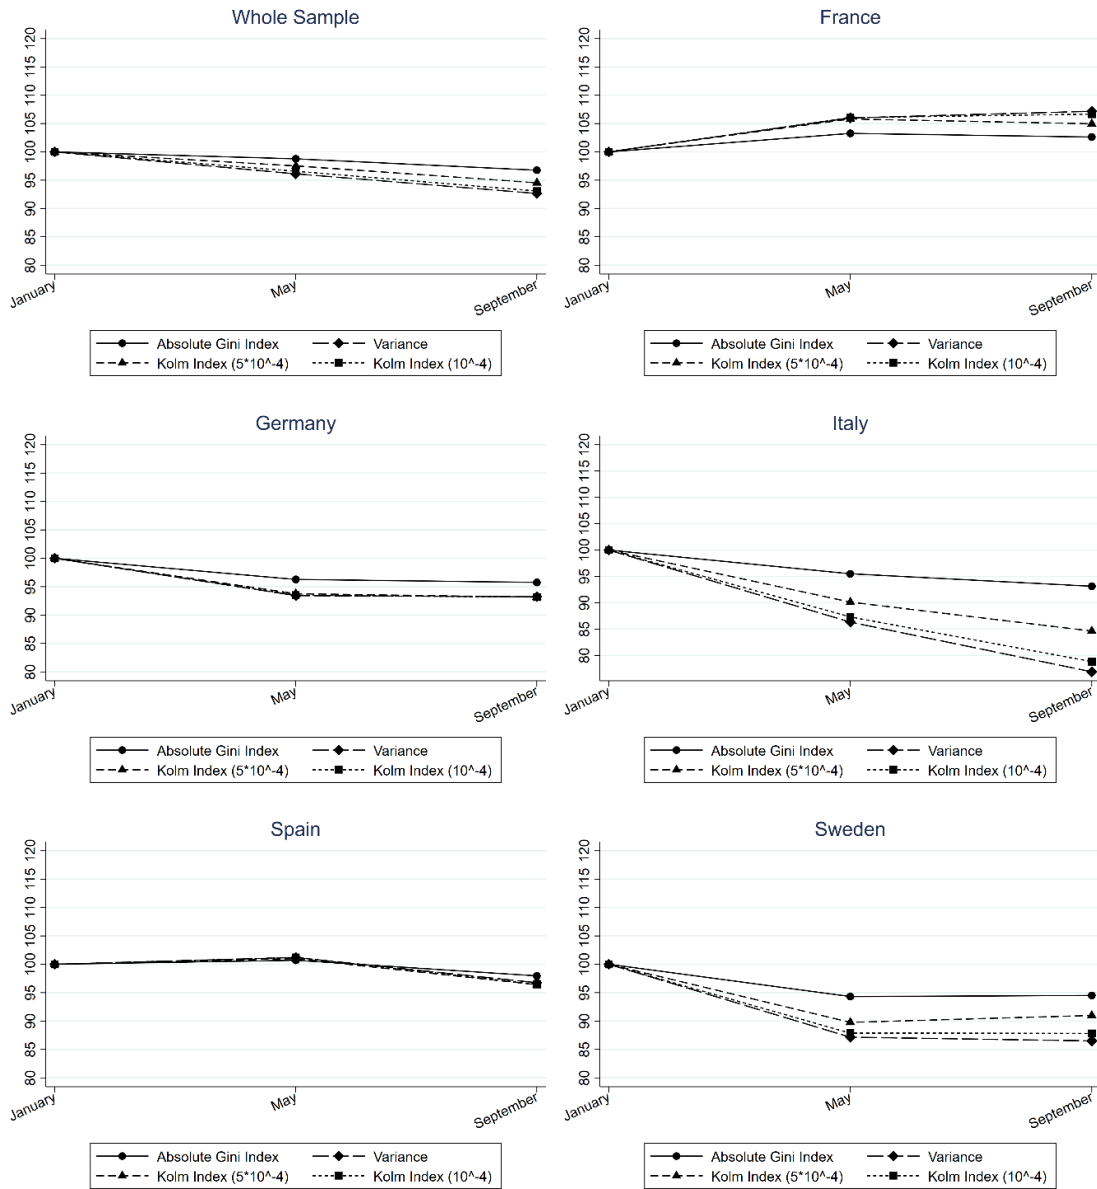 Whole Sample
120
115
110
105
100
95
90
85
80
January
May
September
Absolute Gini Index
Variance
Kolm Index (5*10^-4)
Kolm Index (10^-4)
France
120
115
110
105
100
95
90
85
80
January
May
September
Absolute Gini Index
Variance
Kolm Index (5*10^-4)
Kolm Index (10^-4)
Germany
120
115
110
105
100
95
90
85
80
January
May
September
Absolute Gini Index
Variance
Kolm Index (5*10^-4)
Kolm Index (10^-4)
Italy
120
115
110
105
100
95
90
85
80
January
May
September
Absolute Gini Index
Variance
Kolm Index (5*10^-4)
Kolm Index (10^-4)
Spain
120
115
110
105
100
95
90
85
80
January
May
September
Absolute Gini Index
Variance
Kolm Index (5*10^-4)
Kolm Index (10^-4)
Sweden
120
115
110
105
100
95
90
85
80
January
May
September
Absolute Gini Index
Variance
Kolm Index (5*10^-4)
Kolm Index (10^-4)